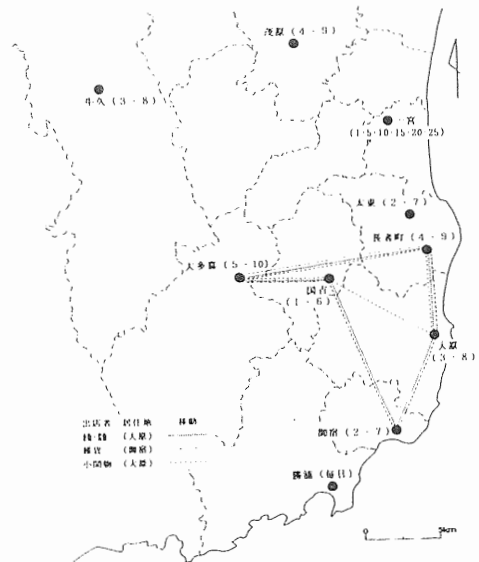 茂原 (4・9)
牛久 (3・8)
一宮
(1・5・10・15・20・25)
太東 (2・7)
長者町 (4・9)
大多喜 (5・10)
国吉
(1・6)
大原
(3・8)
御宿 (2・7)
勝浦 (毎日)
出店者 居住地 移動
(大原)
雑貨 (御宿)
小間物 (大原)
0 5km